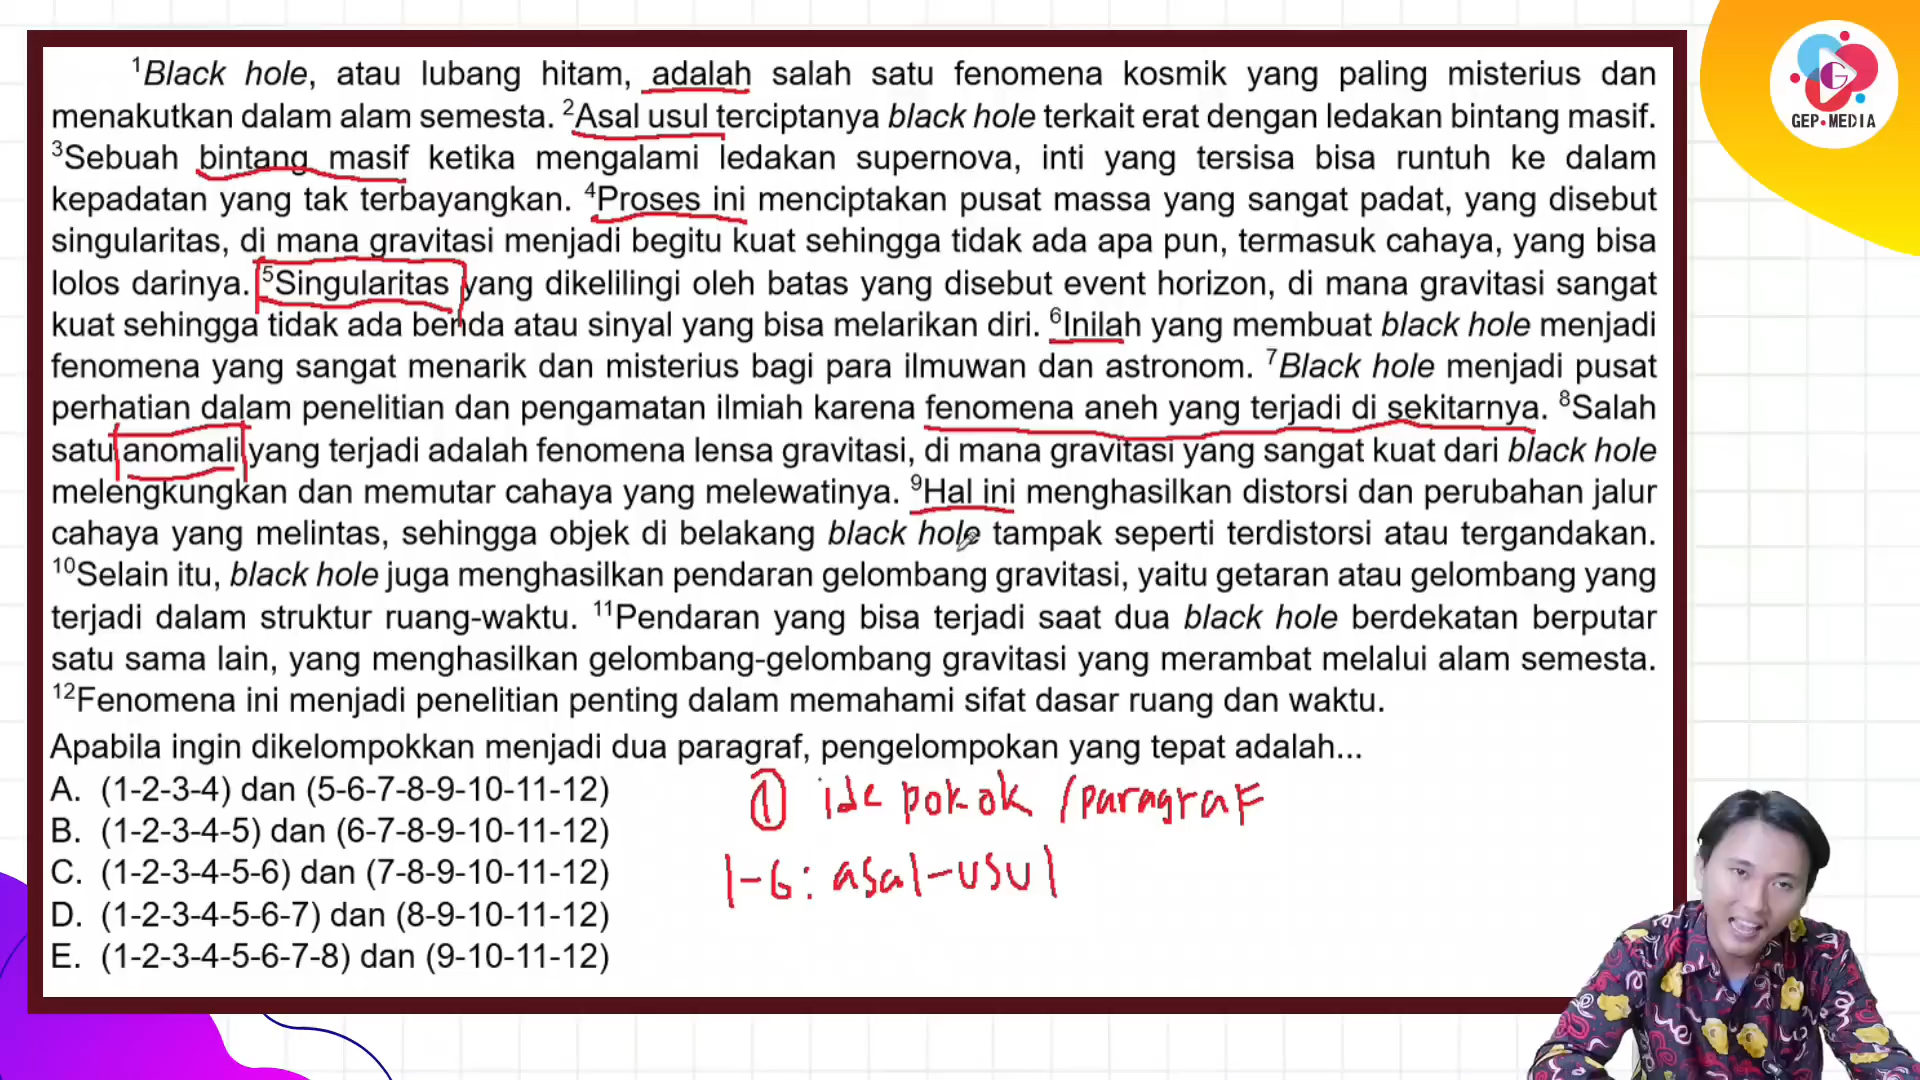 ¹Black hole, atau lubang hitam, adalah salah satu fenomena kosmik yang paling misterius dan
menakutkan dalam alam semesta. ²Asal usul terciptanya black hole terkait erat dengan ledakan bintang masif.
³Sebuah bintang masif ketika mengalami ledakan supernova, inti yang tersisa bisa runtuh ke dalam
kepadatan yang tak terbayangkan. ⁴Proses ini menciptakan pusat massa yang sangat padat, yang disebut
singularitas, di mana gravitasi menjadi begitu kuat sehingga tidak ada apa pun, termasuk cahaya, yang bisa
lolos darinya. ⁵Singularitas yang dikelilingi oleh batas yang disebut event horizon, di mana gravitasi sangat
kuat sehingga tidak ada benda atau sinyal yang bisa melarikan diri. ⁶Inilah yang membuat black hole menjadi
fenomena yang sangat menarik dan misterius bagi para ilmuwan dan astronom. ⁷Black hole menjadi pusat
perhatian dalam penelitian dan pengamatan ilmiah karena fenomena aneh yang terjadi di sekitarnya. ⁸Salah
satu anomali yang terjadi adalah fenomena lensa gravitasi, di mana gravitasi yang sangat kuat dari black hole
melengkungkan dan memutar cahaya yang melewatinya. ⁹Hal ini menghasilkan distorsi dan perubahan jalur
cahaya yang melintas, sehingga objek di belakang black hole tampak seperti terdistorsi atau tergandakan.
¹⁰Selain itu, black hole juga menghasilkan pendaran gelombang gravitasi, yaitu getaran atau gelombang yang
terjadi dalam struktur ruang-waktu. ¹¹Pendaran yang bisa terjadi saat dua black hole berdekatan berputar
satu sama lain, yang menghasilkan gelombang-gelombang gravitasi yang merambat melalui alam semesta.
¹²Fenomena ini menjadi penelitian penting dalam memahami sifat dasar ruang dan waktu.
Apabila ingin dikelompokkan menjadi dua paragraf, pengelompokan yang tepat adalah...
A. (1-2-3-4) dan (5-6-7-8-9-10-11-12)
B. (1-2-3-4-5) dan (6-7-8-9-10-11-12)
C. (1-2-3-4-5-6) dan (7-8-9-10-11-12)
D. (1-2-3-4-5-6-7) dan (8-9-10-11-12)
E. (1-2-3-4-5-6-7-8) dan (9-10-11-12)
① ide pokok /paragraf
1-6: asal-usul
G
GEP•MEDIA